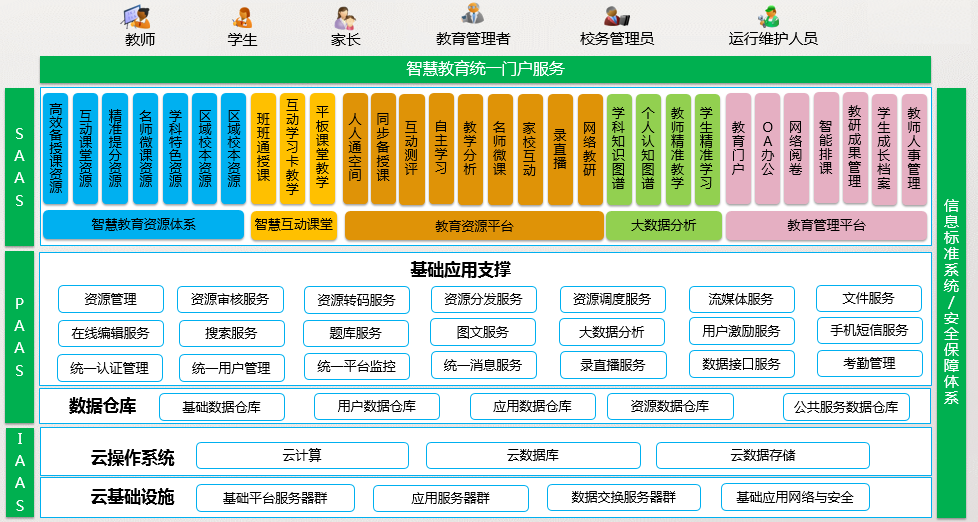 教师
学生
家长
教育管理者
校务管理员
运行维护人员
智慧教育统一门户服务
SAAS
高效备授课资源
互动课堂资源
精准提分资源
名师微课资源
学科特色资源
区域校本资源
区域校本资源
班班通授课
互动学习卡教学
平板课堂教学
人人通空间
同步备授课
互动测评
自主学习
教学分析
名师微课
家校互动
录直播
网络教研
学科知识图谱
个人认知图谱
教师精准教学
学生精准学习
教育门户
OA办公
网络阅卷
智能排课
教研成果管理
学生成长档案
教师人事管理
智慧教育资源体系
智慧互动课堂
教育资源平台
大数据分析
教育管理平台
PAAS
基础应用支撑
资源管理
资源审核服务
资源转码服务
资源分发服务
资源调度服务
流媒体服务
文件服务
在线编辑服务
搜索服务
题库服务
图文服务
大数据分析
用户激励服务
手机短信服务
统一认证管理
统一用户管理
统一平台监控
统一消息服务
录直播服务
数据接口服务
考勤管理
数据仓库
基础数据仓库
用户数据仓库
应用数据仓库
资源数据仓库
公共服务数据仓库
IAAS
云操作系统
云计算
云数据库
云数据存储
云基础设施
基础平台服务器群
应用服务器群
数据交换服务器群
基础应用网络与安全
信息标准系统/安全保障体系